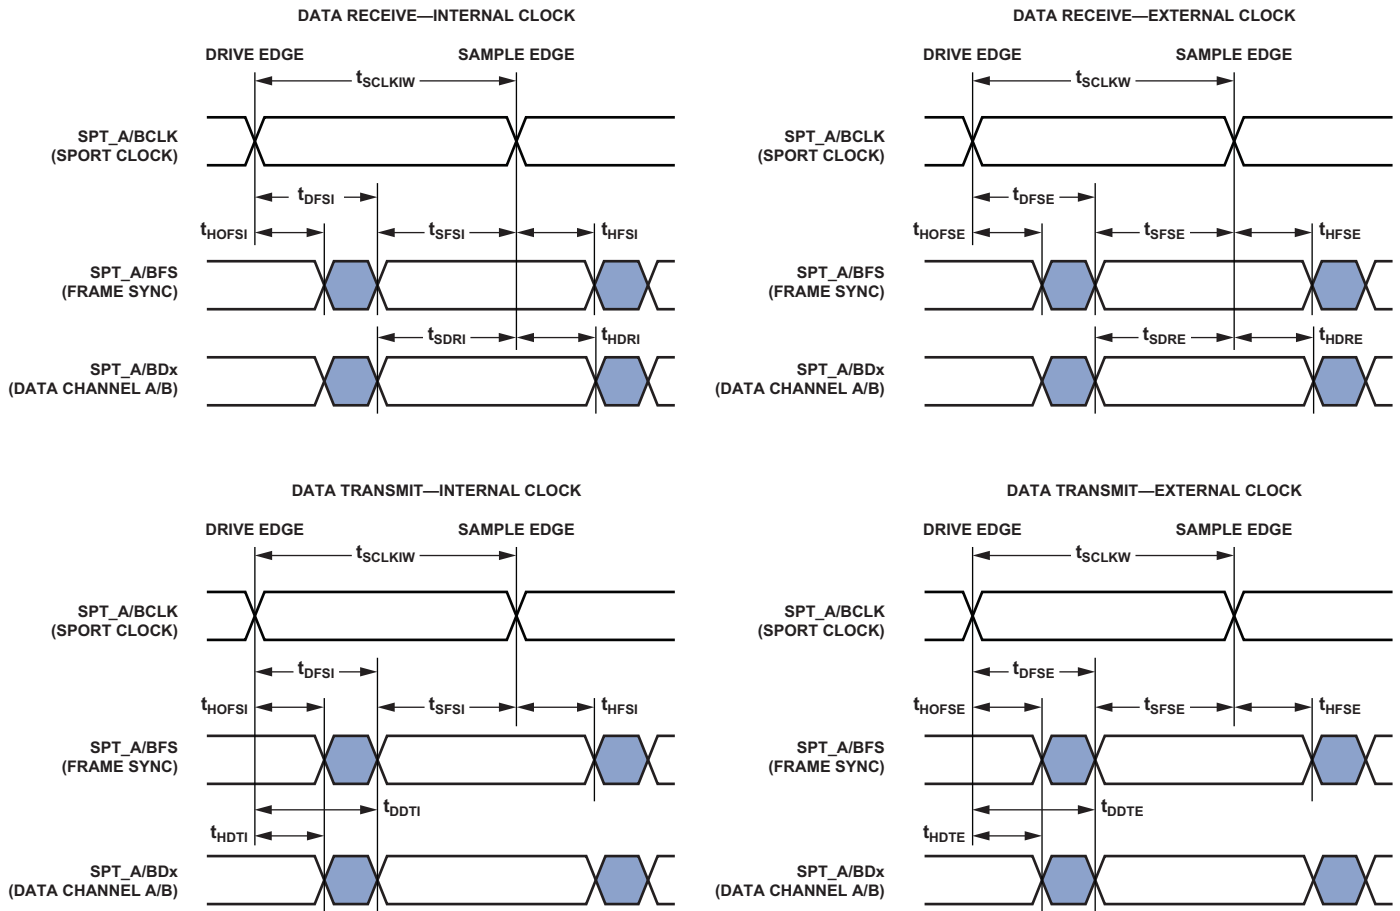 DATA RECEIVE—INTERNAL CLOCK
DRIVE EDGE
SAMPLE EDGE
tSCLKIW
SPT_A/BCLK
(SPORT CLOCK)
tDFSI
tHOFSI
tSFSI
tHFSI
SPT_A/BFS
(FRAME SYNC)
tSDRI
tHDRI
SPT_A/BDx
(DATA CHANNEL A/B)
DATA RECEIVE—EXTERNAL CLOCK
DRIVE EDGE
SAMPLE EDGE
tSCLKW
SPT_A/BCLK
(SPORT CLOCK)
tDFSE
tHOFSE
tSFSE
tHFSE
SPT_A/BFS
(FRAME SYNC)
tSDRE
tHDRE
SPT_A/BDx
(DATA CHANNEL A/B)
DATA TRANSMIT—INTERNAL CLOCK
DRIVE EDGE
SAMPLE EDGE
tSCLKIW
SPT_A/BCLK
(SPORT CLOCK)
tDFSI
tHOFSI
tSFSI
tHFSI
SPT_A/BFS
(FRAME SYNC)
tDDTI
tHDTI
SPT_A/BDx
(DATA CHANNEL A/B)
DATA TRANSMIT—EXTERNAL CLOCK
DRIVE EDGE
SAMPLE EDGE
tSCLKW
SPT_A/BCLK
(SPORT CLOCK)
tDFSE
tHOFSE
tSFSE
tHFSE
SPT_A/BFS
(FRAME SYNC)
tDDTE
tHDTE
SPT_A/BDx
(DATA CHANNEL A/B)